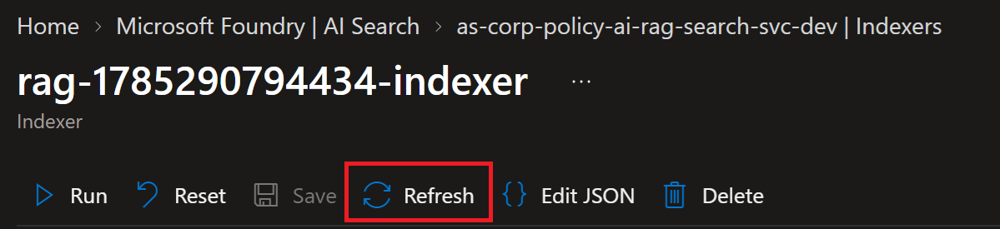 Home > Microsoft Foundry | AI Search > as-corp-policy-ai-rag-search-svc-dev | Indexers
rag-1785290794434-indexer ...
Indexer
Run Reset Save Refresh {} Edit JSON Delete